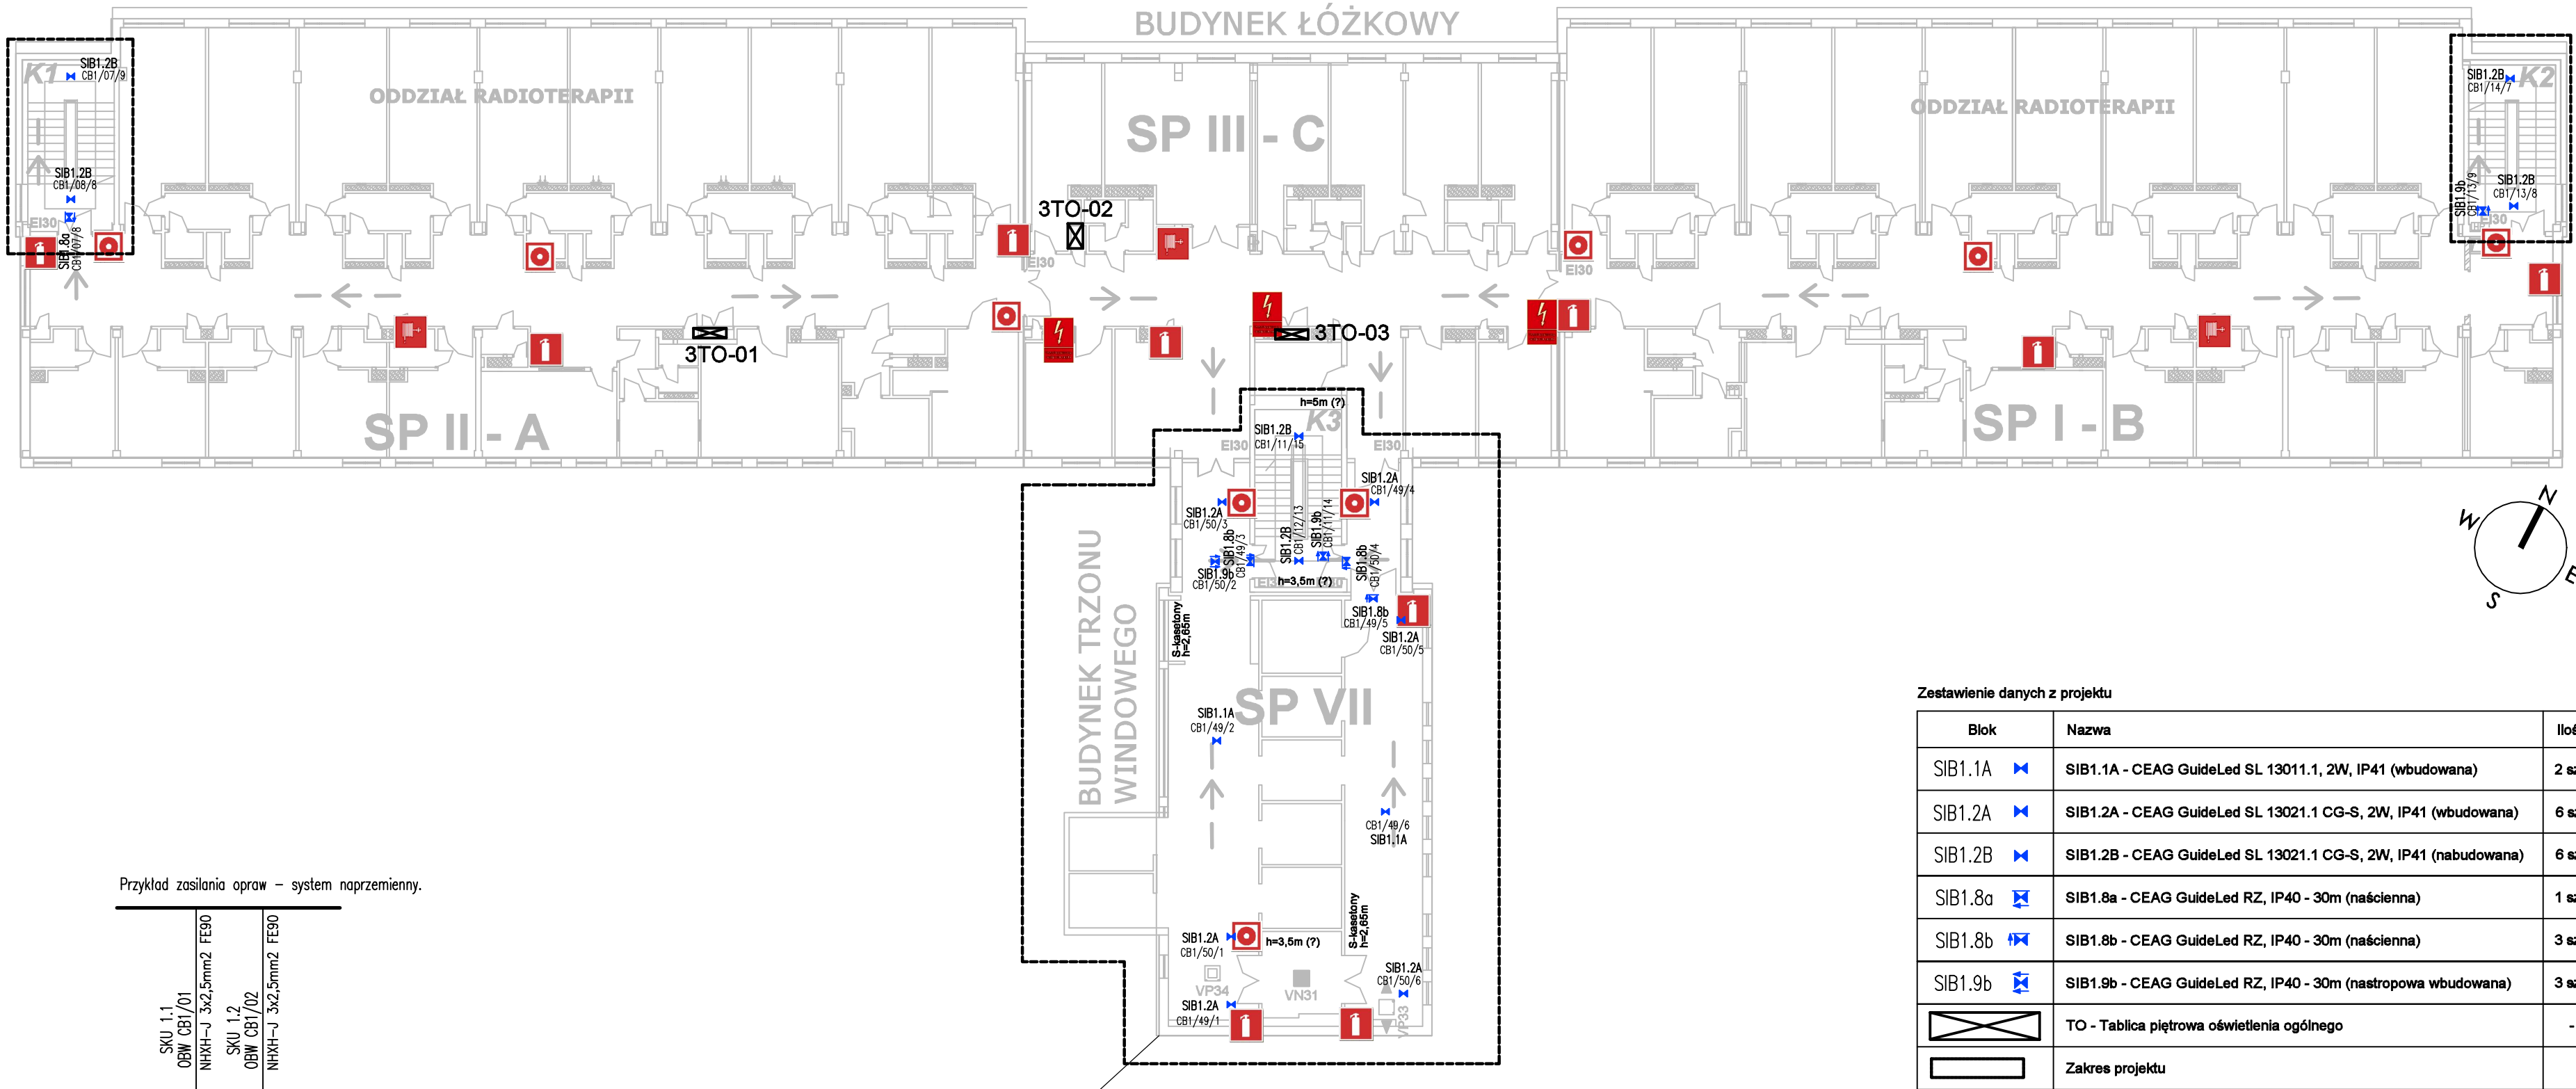 BUDYNEK ŁÓŻKOWY
K1
SIB1.2B
CB1/07/9
ODDZIAŁ RADIOTERAPII
SP III - C
ODDZIAŁ RADIOTERAPII
SIB1.2B
CB1/14/7
K2
SIB1.2B
CB1/08/8
EI30
SIB1.8a
CB1/07/8
3TO-02
EI30
EI30
SIB1.9b
CB1/13/9
SIB1.2B
CB1/13/8
EI30
3TO-01
3TO-03
SP II - A
SP I - B
h=5m (?)
K3
SIB1.2B
CB1/11/15
EI30
EI30
SIB1.2A
CB1/49/4
SIB1.2A
CB1/50/3
SIB1.8b
CB1/49/3
SIB1.2B
CB1/12/13
SIB1.9b
CB1/11/14
SIB1.8b
CB1/50/4
SIB1.9b
CB1/50/2
h=3,5m (?)
SIB1.8b
CB1/49/5
SIB1.2A
CB1/50/5
S-kasetony
h=2,65m
BUDYNEK TRZONU
WINDOWEGO
SP VII
SIB1.1A
CB1/49/2
CB1/49/6
SIB1.1A
S-kasetony
h=2,65m
SIB1.2A
CB1/50/1
h=3,5m (?)
SIB1.2A
CB1/50/6
VP34
VN31
VP33
SIB1.2A
CB1/49/1
N
W
E
S
Przykład zasilania opraw – system naprzemienny.
SKU 1.1
OBW CB1/01
NHXH-J 3x2,5mm2 FE90
SKU 1.2
OBW CB1/02
NHXH-J 3x2,5mm2 FE90
Zestawienie danych z projektu
Blok Nazwa
SIB1.1A SIB1.1A - CEAG GuideLed SL 13011.1, 2W, IP41 (wbudowana) 2
SIB1.2A SIB1.2A - CEAG GuideLed SL 13021.1 CG-S, 2W, IP41 (wbudowana) 6
SIB1.2B SIB1.2B - CEAG GuideLed SL 13021.1 CG-S, 2W, IP41 (nabudowana) 6
SIB1.8a SIB1.8a - CEAG GuideLed RZ, IP40 - 30m (naścienna) 1
SIB1.8b SIB1.8b - CEAG GuideLed RZ, IP40 - 30m (naścienna) 3
SIB1.9b SIB1.9b - CEAG GuideLed RZ, IP40 - 30m (nastropowa wbudowana) 3
TO - Tablica piętrowa oświetlenia ogólnego -
Zakres projektu